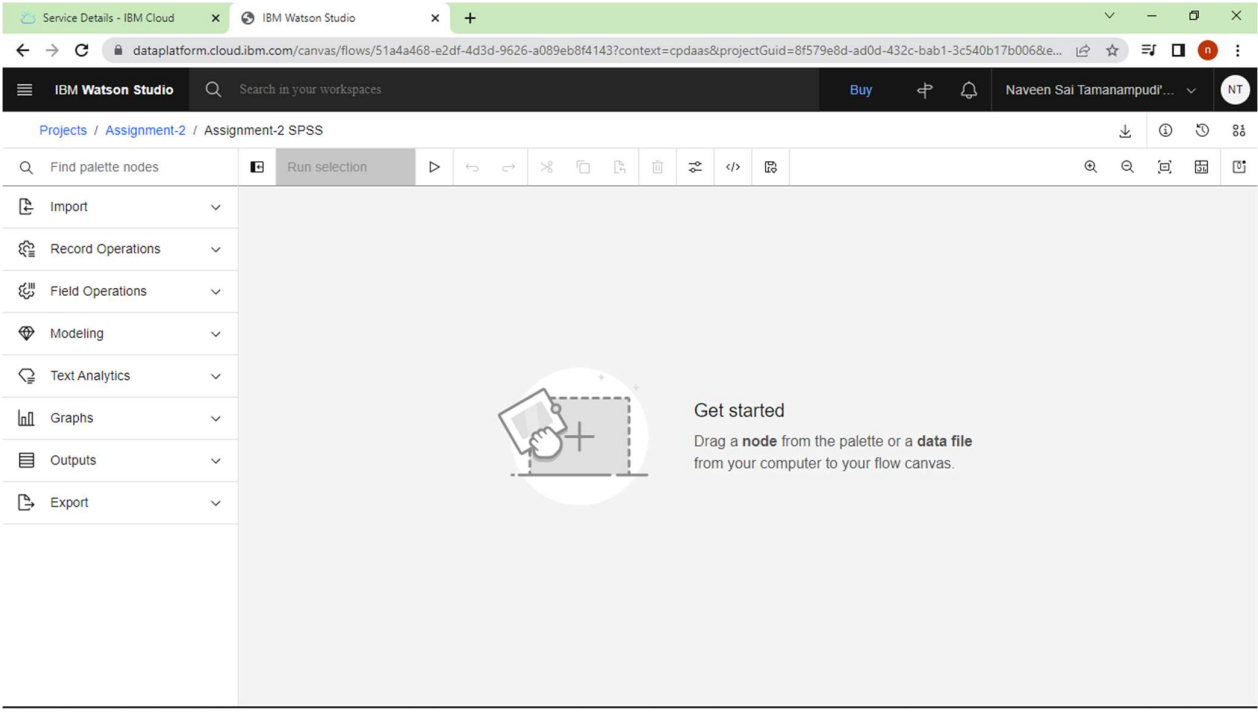 Service Details - IBM Cloud
IBM Watson Studio
dataplatform.cloud.ibm.com/canvas/flows/51a4a468-e2df-4d3d-9626-a089eb8f4143?context=cpdaas&projectGuid=8f579e8d-ad0d-432c-bab1-3c540b17b006&e...
n
IBM Watson Studio
Search in your workspaces
Buy
Naveen Sai Tamanampudi'...
NT
Projects / Assignment-2 / Assignment-2 SPSS
Find palette nodes
Run selection
Import
Record Operations
Field Operations
Modeling
Text Analytics
Graphs
Outputs
Export
Get started
Drag a node from the palette or a data file
from your computer to your flow canvas.